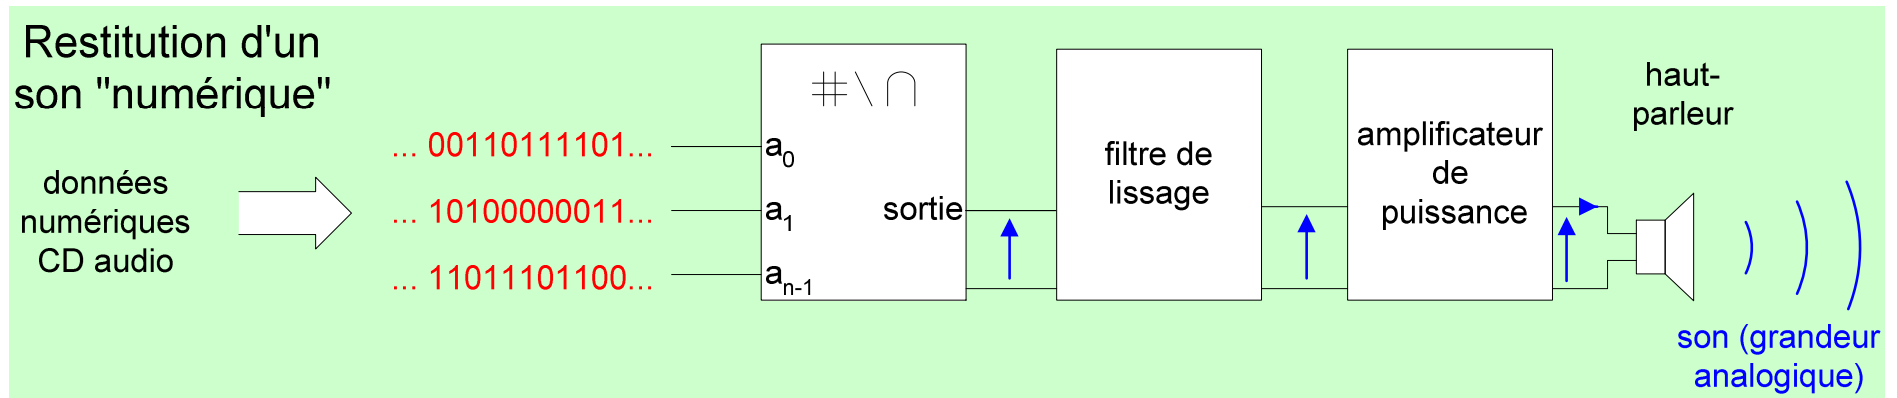 Restitution d'un
son "numérique"
données
numériques
CD audio
... 00110111101...
... 10100000011...
... 11011101100...
#\∩
a0
a1
an-1
sortie
filtre de
lissage
amplificateur
de
puissance
haut-
parleur
son (grandeur
analogique)